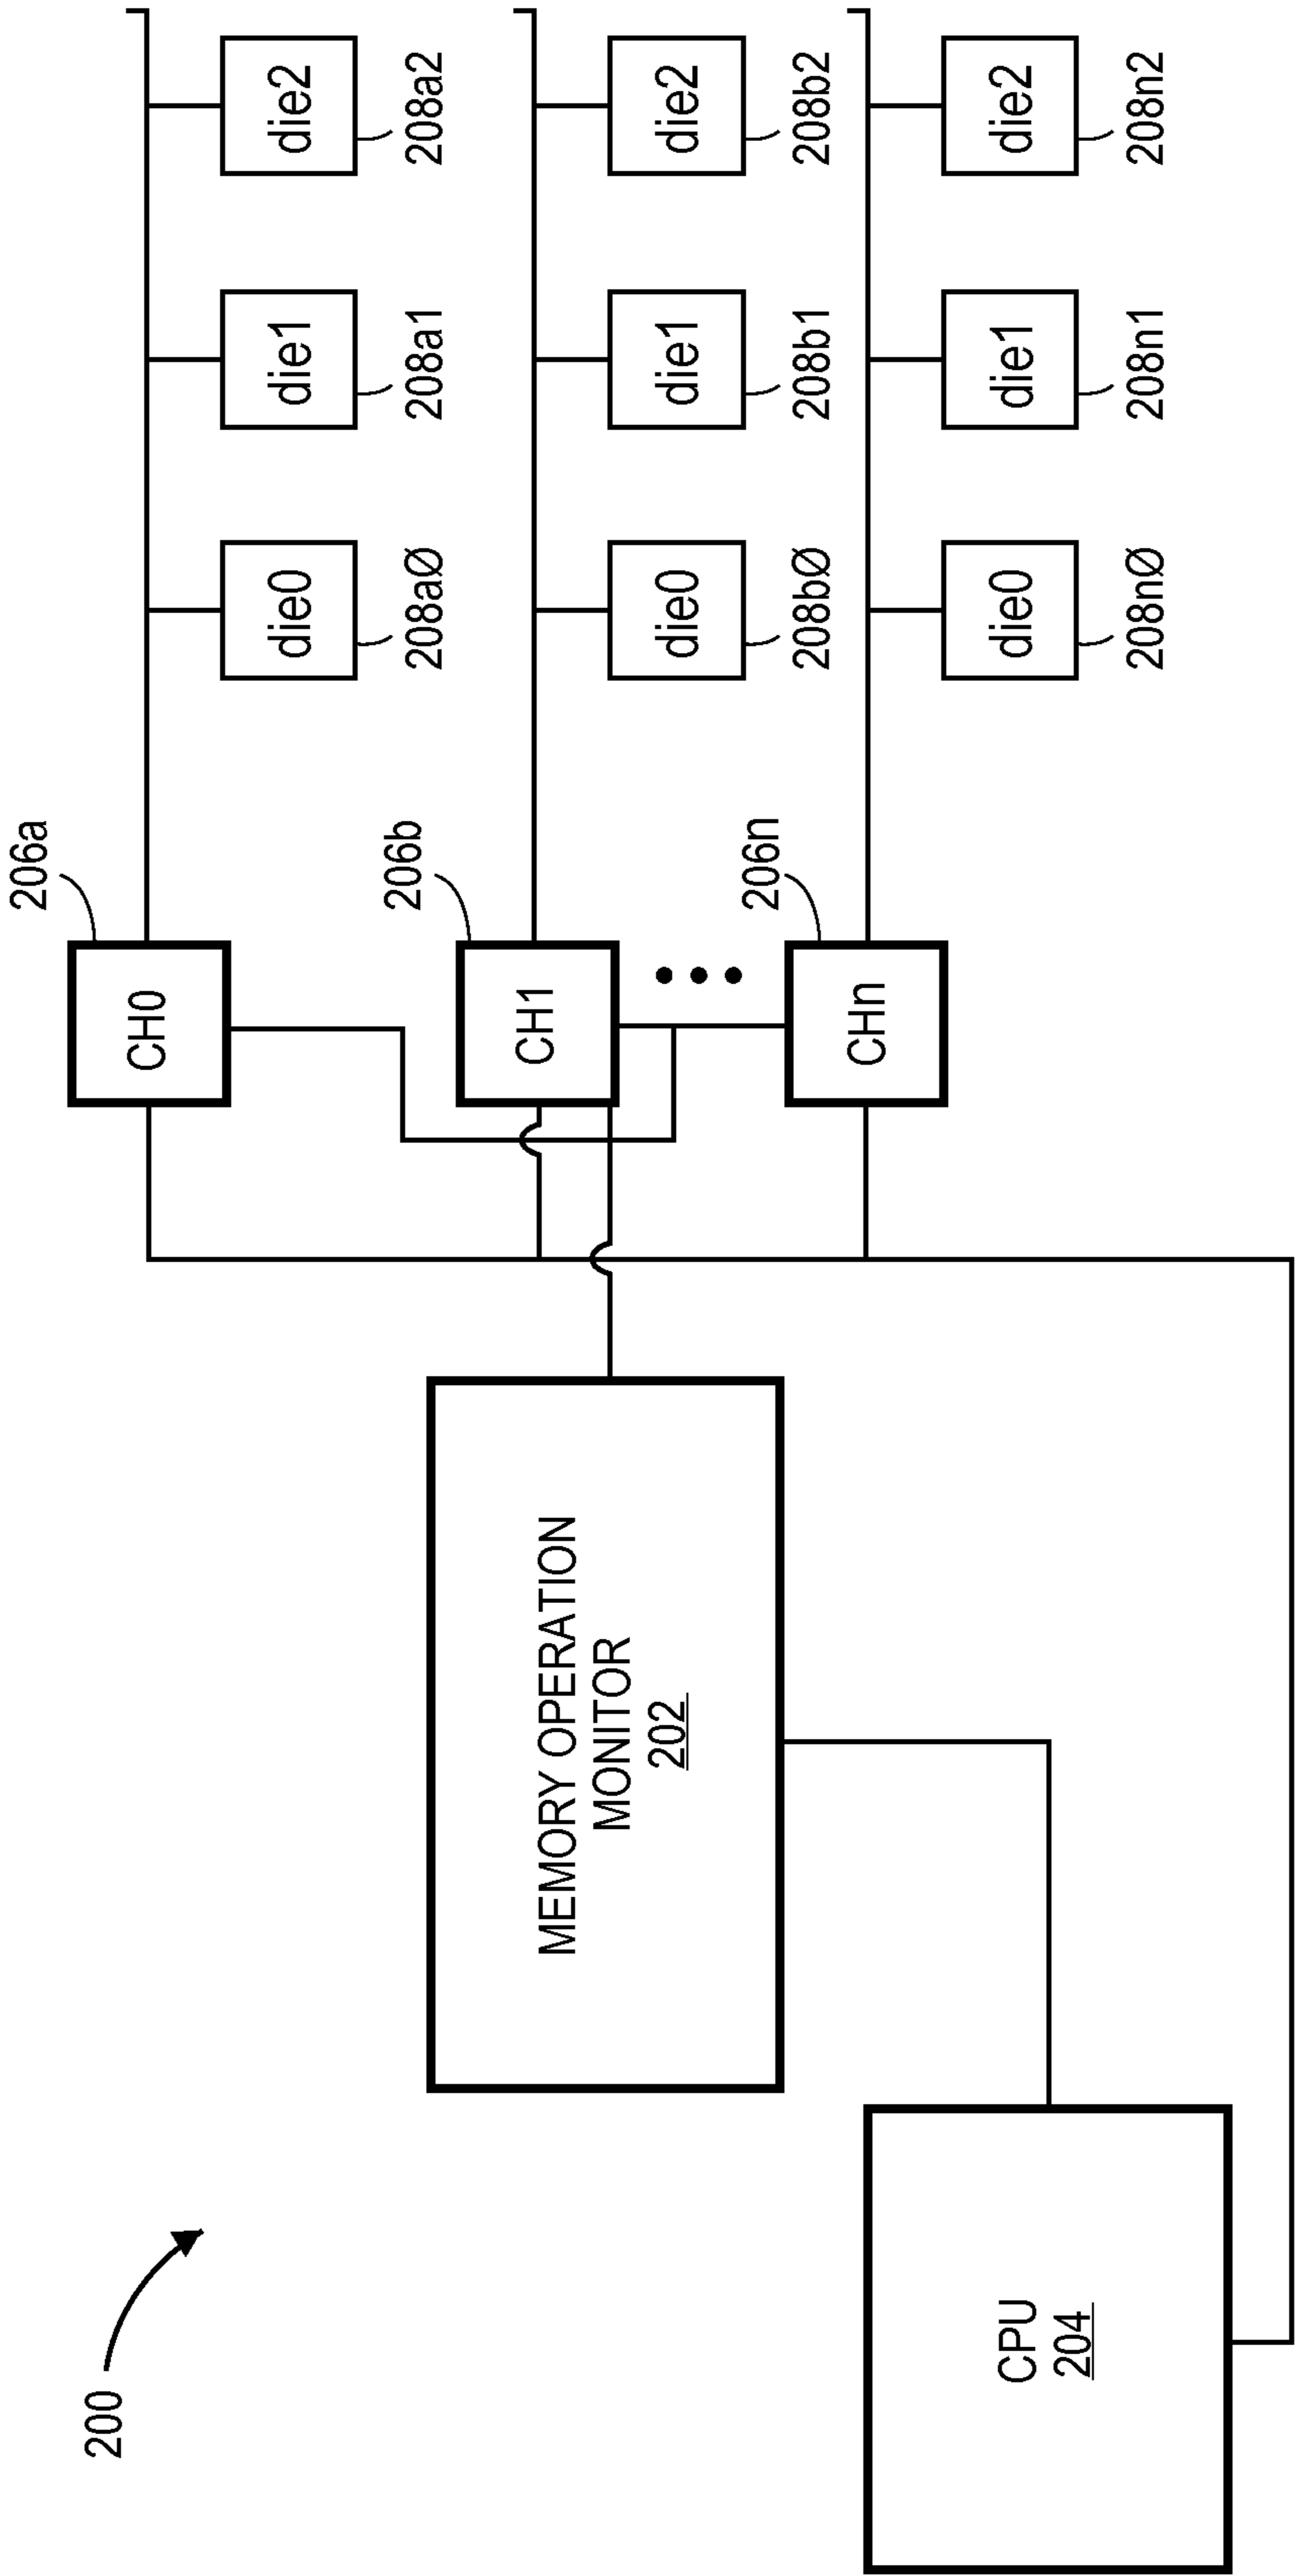 200
206a
CH0
die0
208aØ
die1
208a1
die2
208a2
206b
CH1
die0
208bØ
die1
208b1
die2
208b2
206n
CHn
die0
208nØ
die1
208n1
die2
208n2
MEMORY OPERATION
MONITOR
202
CPU
204